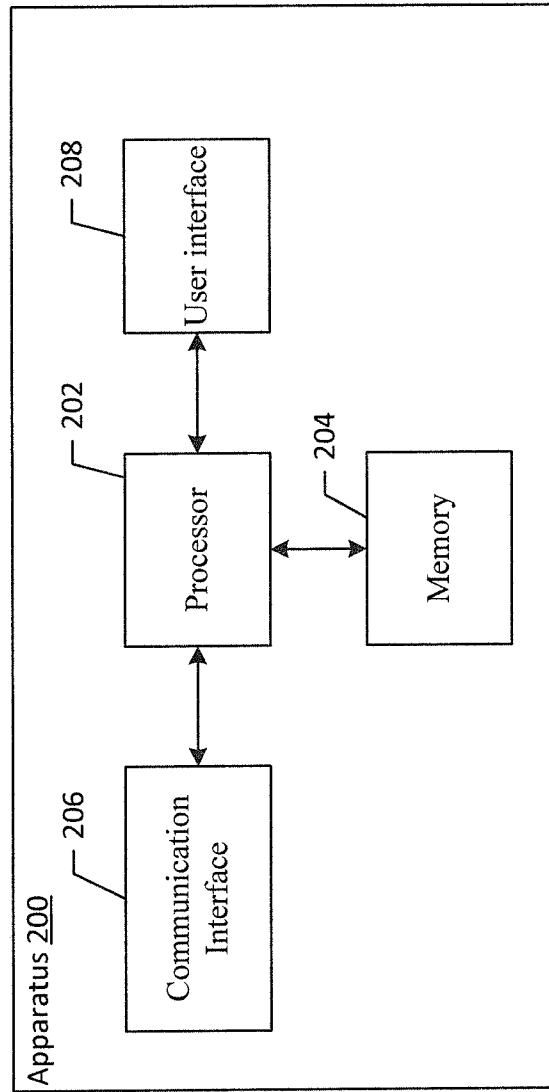 Apparatus 200
206
Communication
Interface
202
Processor
208
User interface
204
Memory